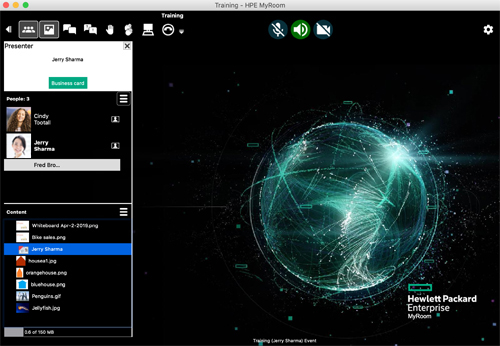 Training - HPE MyRoom
Training
Presenter
Jerry Sharma
Business card
People: 3
Cindy
Tootall
Jerry
Sharma
Fred Bro...
Content
Whiteboard Apr-2-2019.png
Bike sales.png
Jerry Sharma
housea1.jpg
orangehouse.png
bluehouse.png
Penguins.gif
Jellyfish.jpg
0.6 of 150 MB
Hewlett Packard
Enterprise
MyRoom
Training (Jerry Sharma) Event